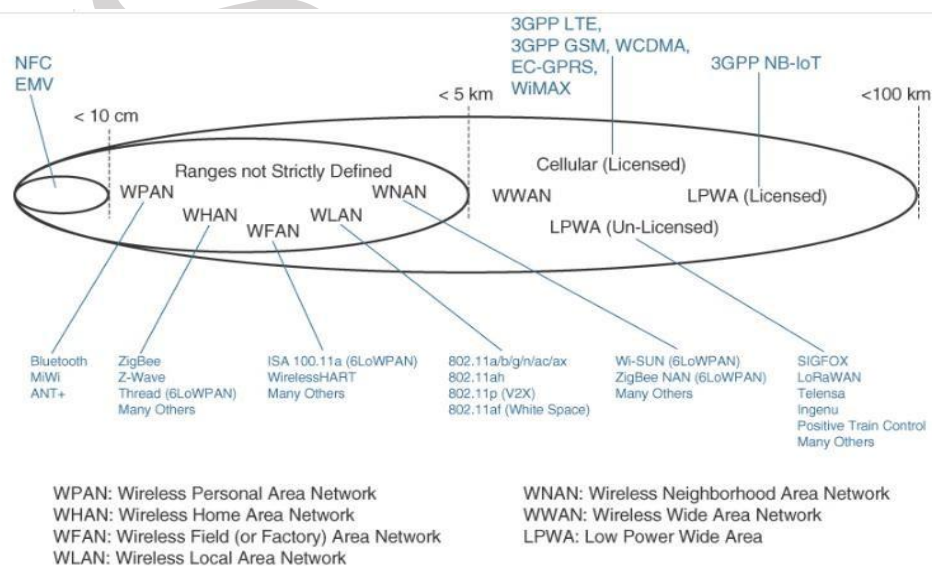 3GPP LTE,
3GPP GSM, WCDMA,
EC-GPRS,
WiMAX
NFC
EMV
3GPP NB-IoT
< 10 cm
< 5 km
<100 km
Ranges not Strictly Defined
Cellular (Licensed)
WPAN
WHAN
WFAN
WLAN
WNAN
WWAN
LPWA (Licensed)
LPWA (Un-Licensed)
Bluetooth
MiWi
ANT+
ZigBee
Z-Wave
Thread (6LoWPAN)
Many Others
ISA 100.11a (6LoWPAN)
WirelessHART
Many Others
802.11a/b/g/n/ac/ax
802.11ah
802.11p (V2X)
802.11af (White Space)
Wi-SUN (6LoWPAN)
ZigBee NAN (6LoWPAN)
Many Others
SIGFOX
LoRaWAN
Telensa
Ingenu
Positive Train Control
Many Others
WPAN: Wireless Personal Area Network
WHAN: Wireless Home Area Network
WFAN: Wireless Field (or Factory) Area Network
WLAN: Wireless Local Area Network
WNAN: Wireless Neighborhood Area Network
WWAN: Wireless Wide Area Network
LPWA: Low Power Wide Area